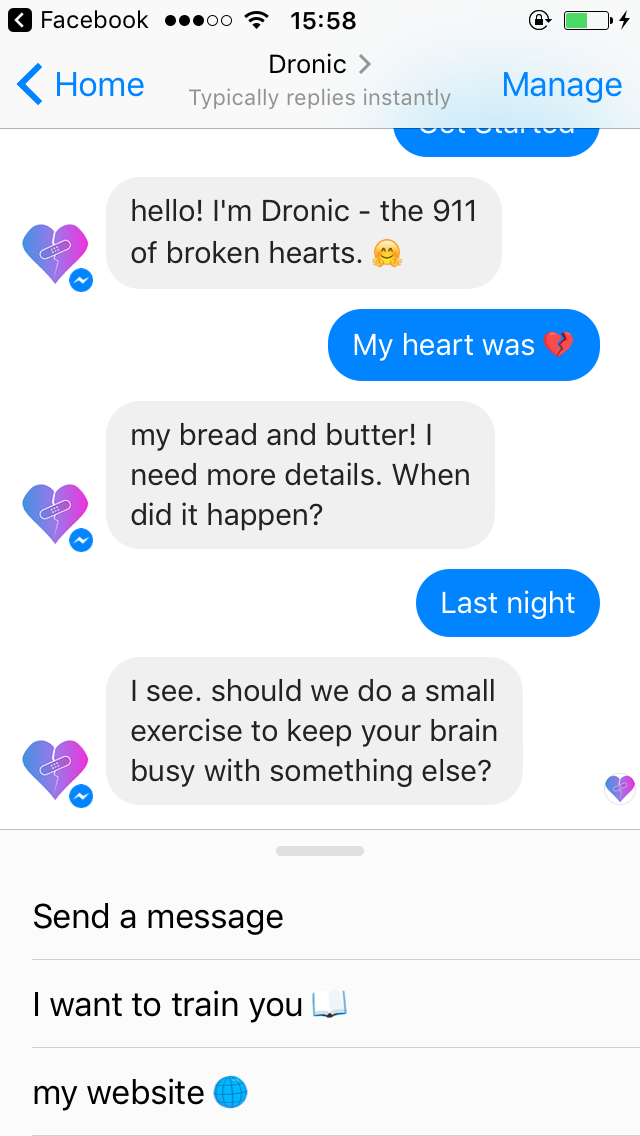 Facebook 15:58
Home Dronic Manage
Typically replies instantly
Get Started
hello! I'm Dronic - the 911
of broken hearts. 🤗
My heart was 💔
my bread and butter! I
need more details. When
did it happen?
Last night
I see. should we do a small
exercise to keep your brain
busy with something else?
Send a message
I want to train you 📖
my website 🌐